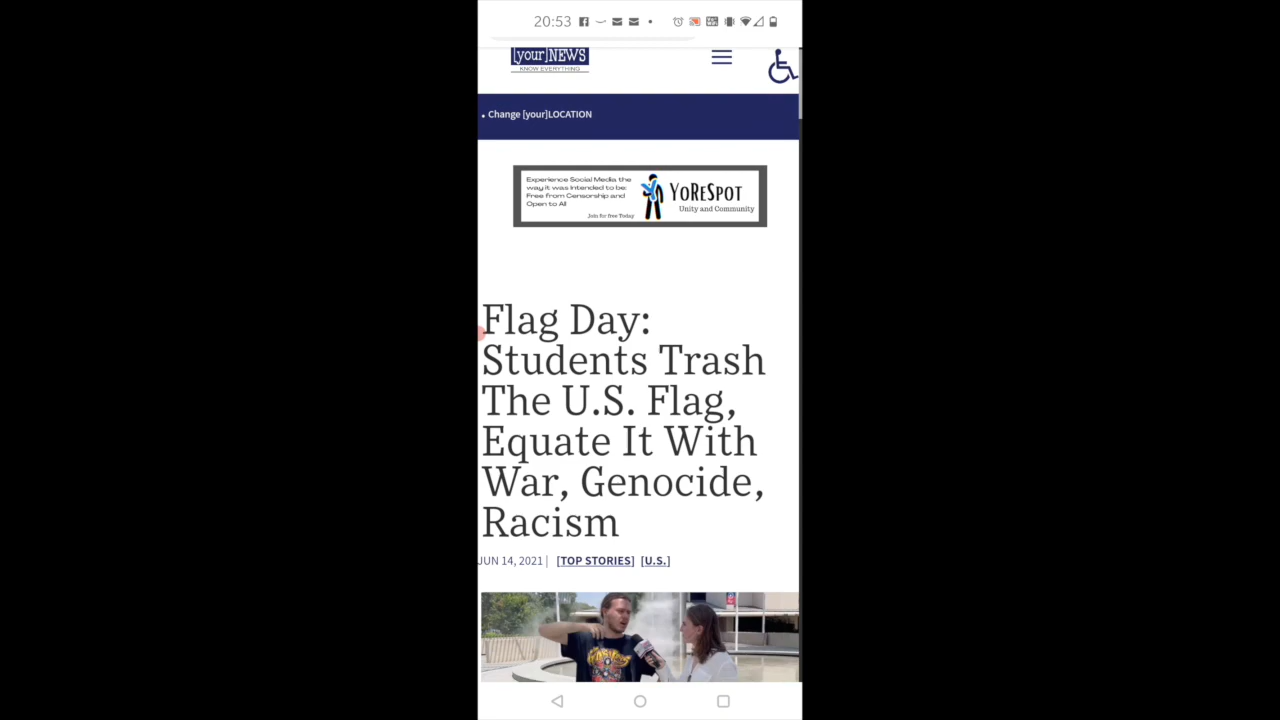 20:53
[your]NEWS
KNOW EVERYTHING
Change [your]LOCATION
Experience Social Media the
way it was intended to be:
Free from Censorship and
Open to All
Join for free Today
YoReSpot
Unity and Community
Flag Day:
Students Trash
The U.S. Flag,
Equate It With
War, Genocide,
Racism
JUN 14, 2021 | [TOP STORIES] [U.S.]